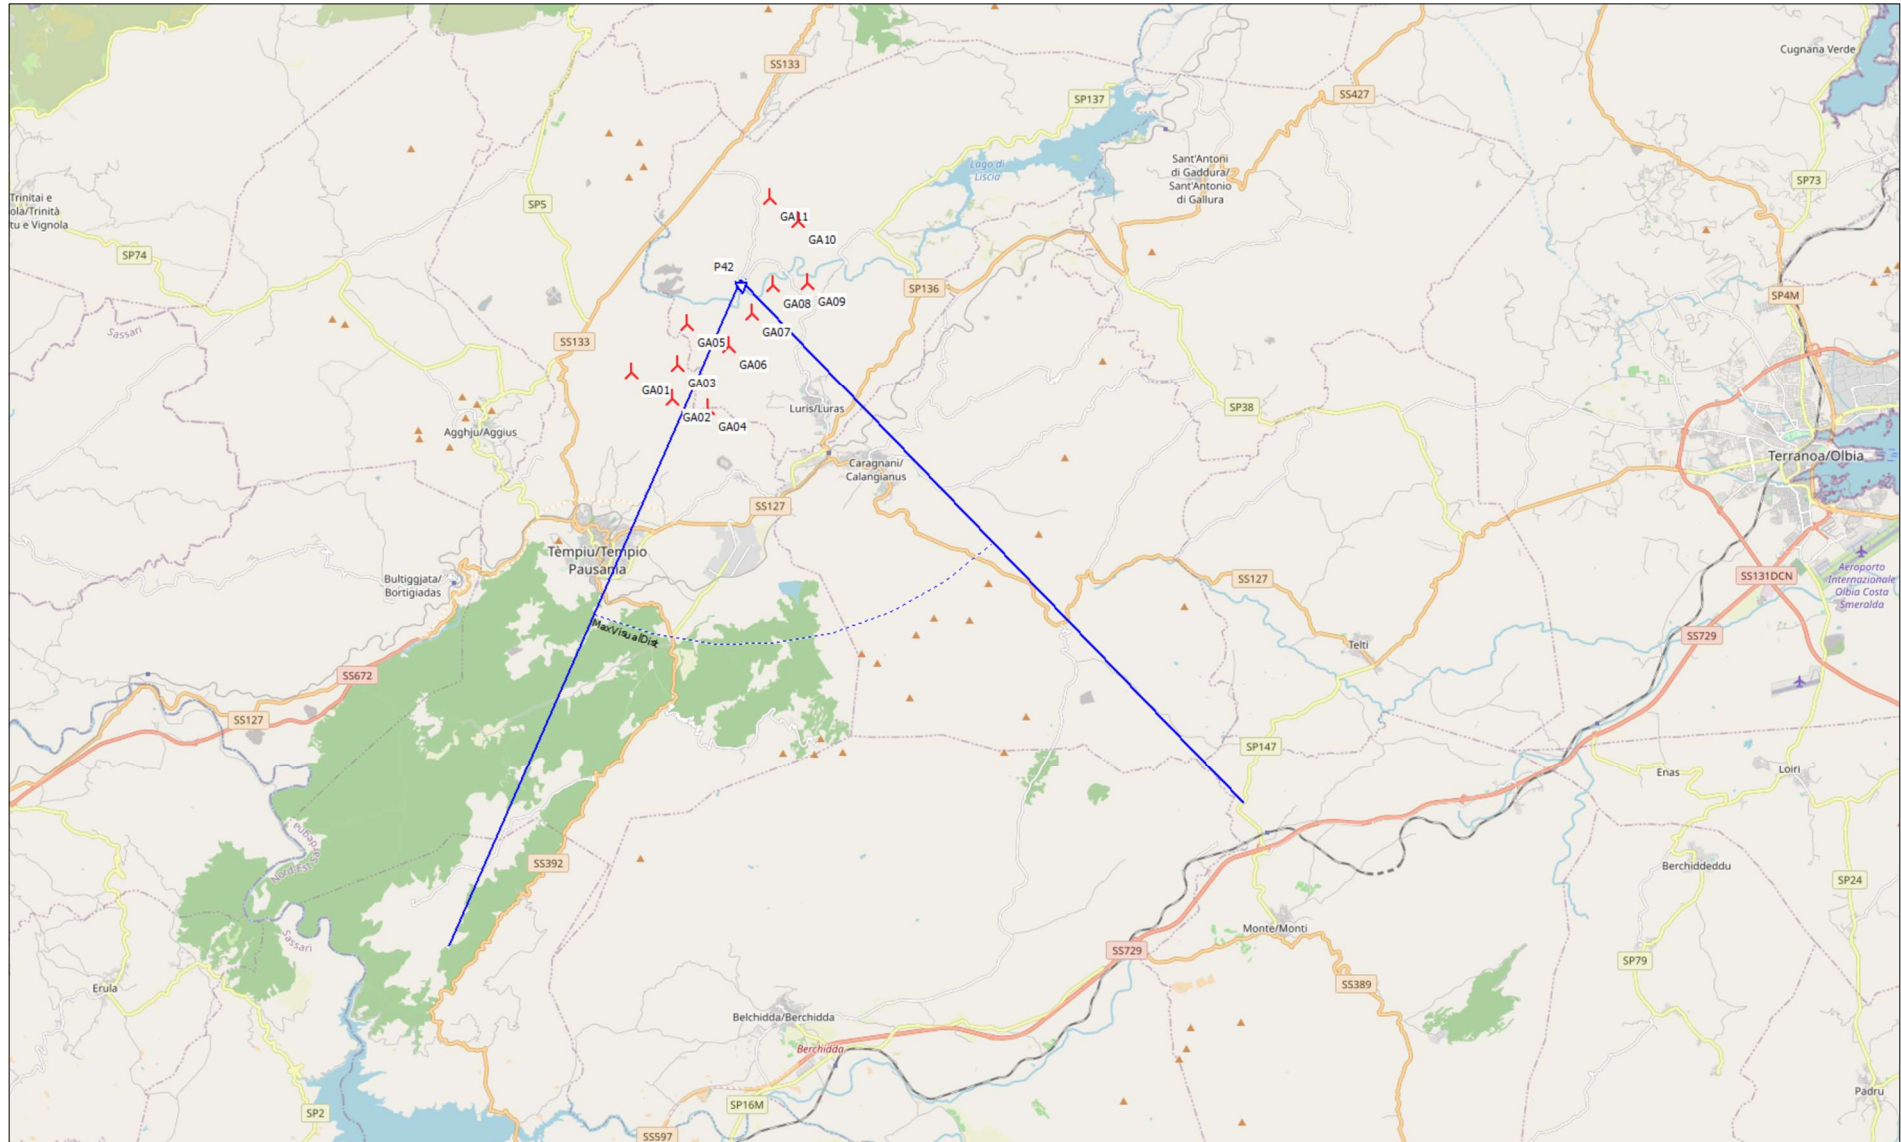 Cugnana Verde
SS133
SS427
SP137
Sant'Antoni
di Gaddura/
Sant'Antonio
di Gallura
Lago di
Liscia
SP73
Trinitai e
ola/Trinità
tu e Vignola
SP5
GA11
GA10
SP74
P42
SP136
SP4M
GA08
GA09
GA07
Sassari
SS133
GA05
GA06
GA03
GA01
GA02
GA04
Luris/Luras
SP38
Agghju/Aggius
Terranoa/Olbia
Caragnani/
Calangianus
SS127
Tèmpiu/Tempio
Pausania
Bultiggjata/
Bortigiadas
SS127
SS131DCN
Aeroporto
Internazionale
Olbia Costa
Smeralda
MaxVisualDist
SS729
Telti
SS672
SS127
SP147
Enas
Loiri
SS392
Berchiddeddu
SP24
Sassari
Monte/Monti
SS729
SP79
Erula
SS389
Belchidda/Berchidda
Berchidda
SP16M
SP2
Padru
SS597